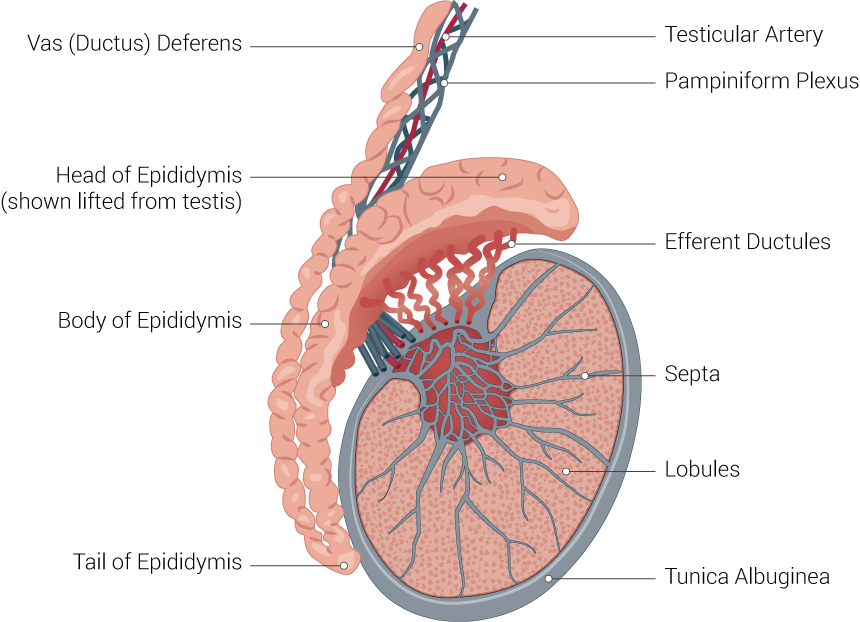 Vas (Ductus) Deferens
Testicular Artery
Pampiniform Plexus
Head of Epididymis
(shown lifted from testis)
Efferent Ductules
Body of Epididymis
Septa
Lobules
Tail of Epididymis
Tunica Albuginea